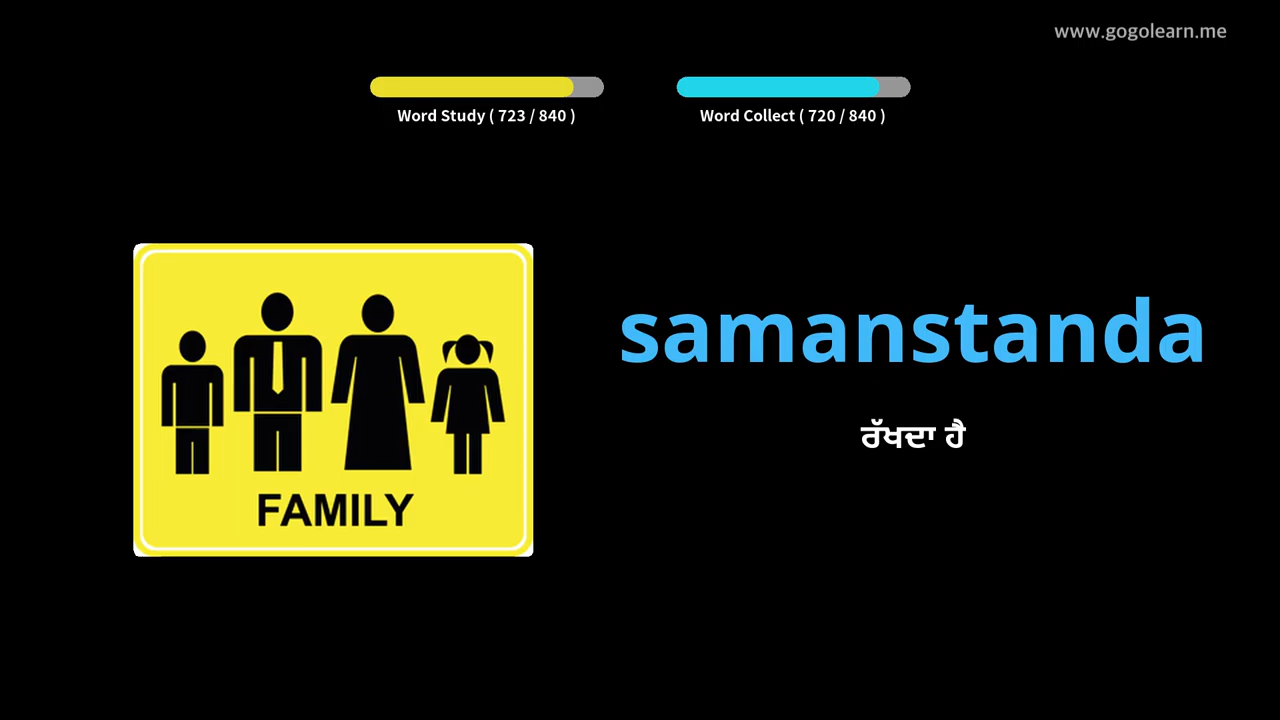 www.gogolearn.me
Word Study ( 723 / 840 )
Word Collect ( 720 / 840 )
FAMILY
samanstanda
ਰੱਖਦਾ ਹੈ